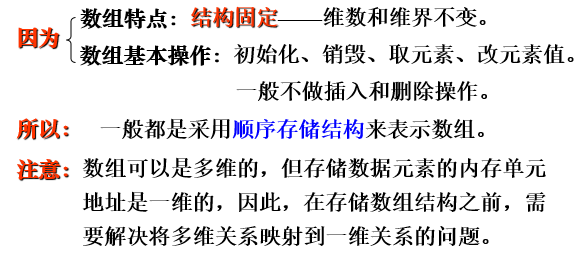 因为
数组特点：结构固定——维数和维界不变。
数组基本操作：初始化、销毁、取元素、改元素值。
一般不做插入和删除操作。
所以： 一般都是采用顺序存储结构来表示数组。
注意：数组可以是多维的，但存储数据元素的内存单元
地址是一维的，因此，在存储数组结构之前，需
要解决将多维关系映射到一维关系的问题。